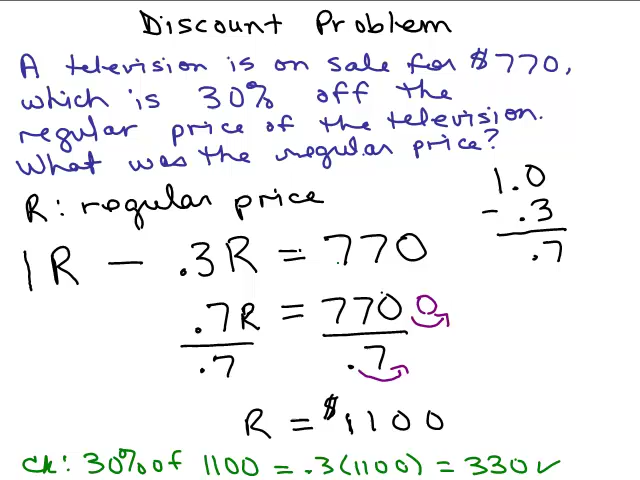 Discount Problem
A television is on sale for $770,
which is 30% off the
regular price of the television.
What was the regular price?
R: regular price
1.0
- .3
.7
1R - .3R = 770
.7R = 7700
.7 .7
R = $1100
ck: 30% of 1100 = .3(1100) = 330 ✓